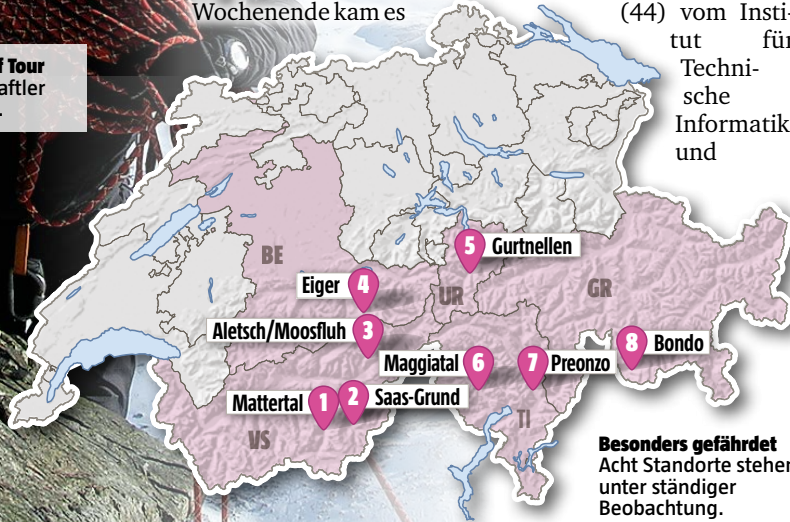 Wochenende kam es
(44) vom Insti-
tut für
Techni-
sche
Informatik
und
f Tour
aftler
BE
5 Gurtnellen
Eiger 4
UR
GR
Aletsch/Moosfluh 3
Maggiatal 6
7 Preonzo
8 Bondo
Mattertal 1
2 Saas-Grund
VS
TI
Besonders gefährdet
Acht Standorte stehen
unter ständiger
Beobachtung.